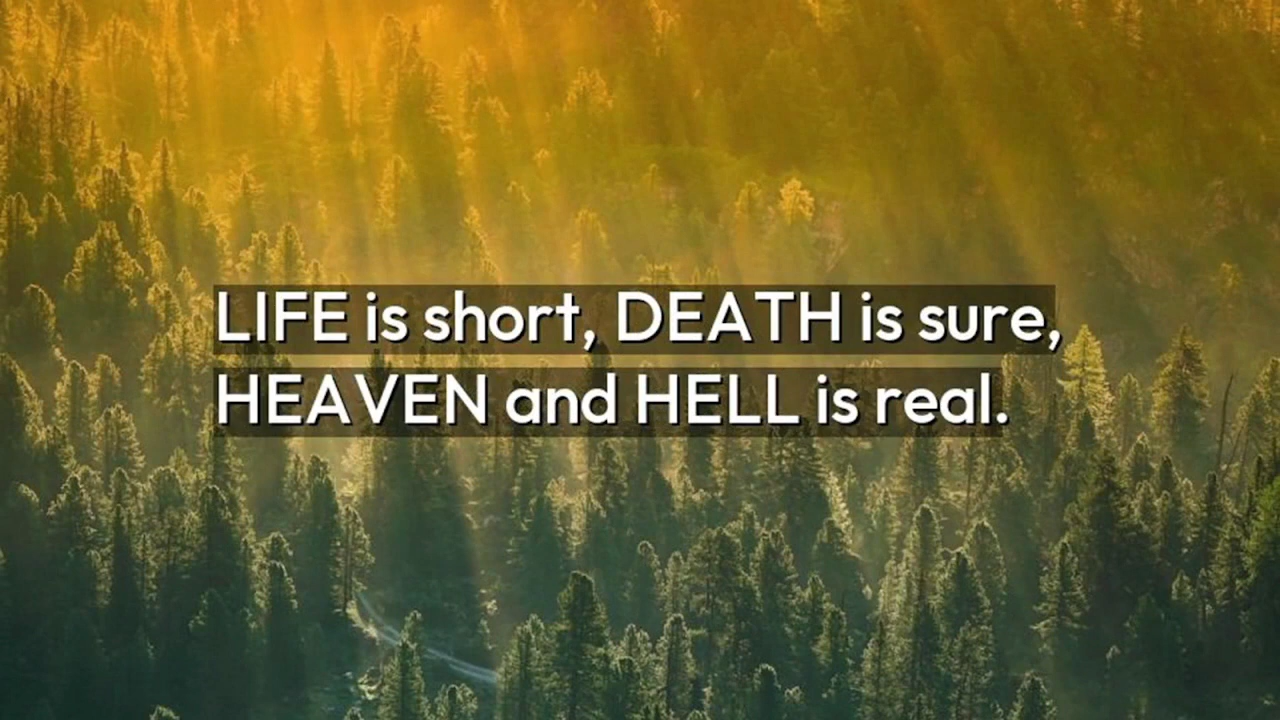 LIFE is short, DEATH is sure,
HEAVEN and HELL is real.